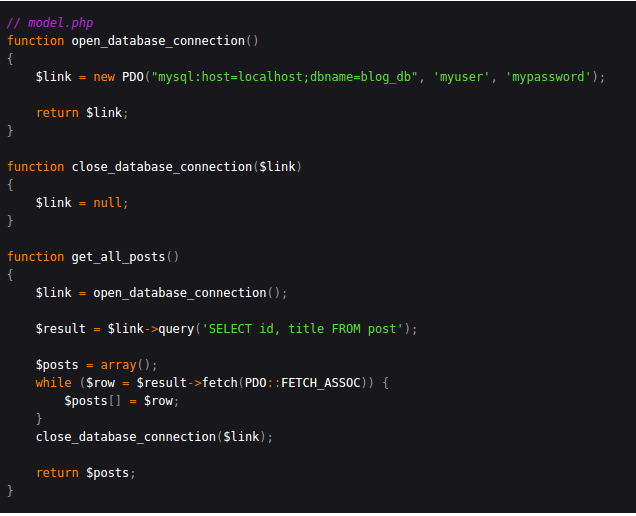 // model.php
function open_database_connection()
{
    $link = new PDO("mysql:host=localhost;dbname=blog_db", 'myuser', 'mypassword');

    return $link;
}

function close_database_connection($link)
{
    $link = null;
}

function get_all_posts()
{
    $link = open_database_connection();

    $result = $link->query('SELECT id, title FROM post');

    $posts = array();
    while ($row = $result->fetch(PDO::FETCH_ASSOC)) {
        $posts[] = $row;
    }
    close_database_connection($link);

    return $posts;
}